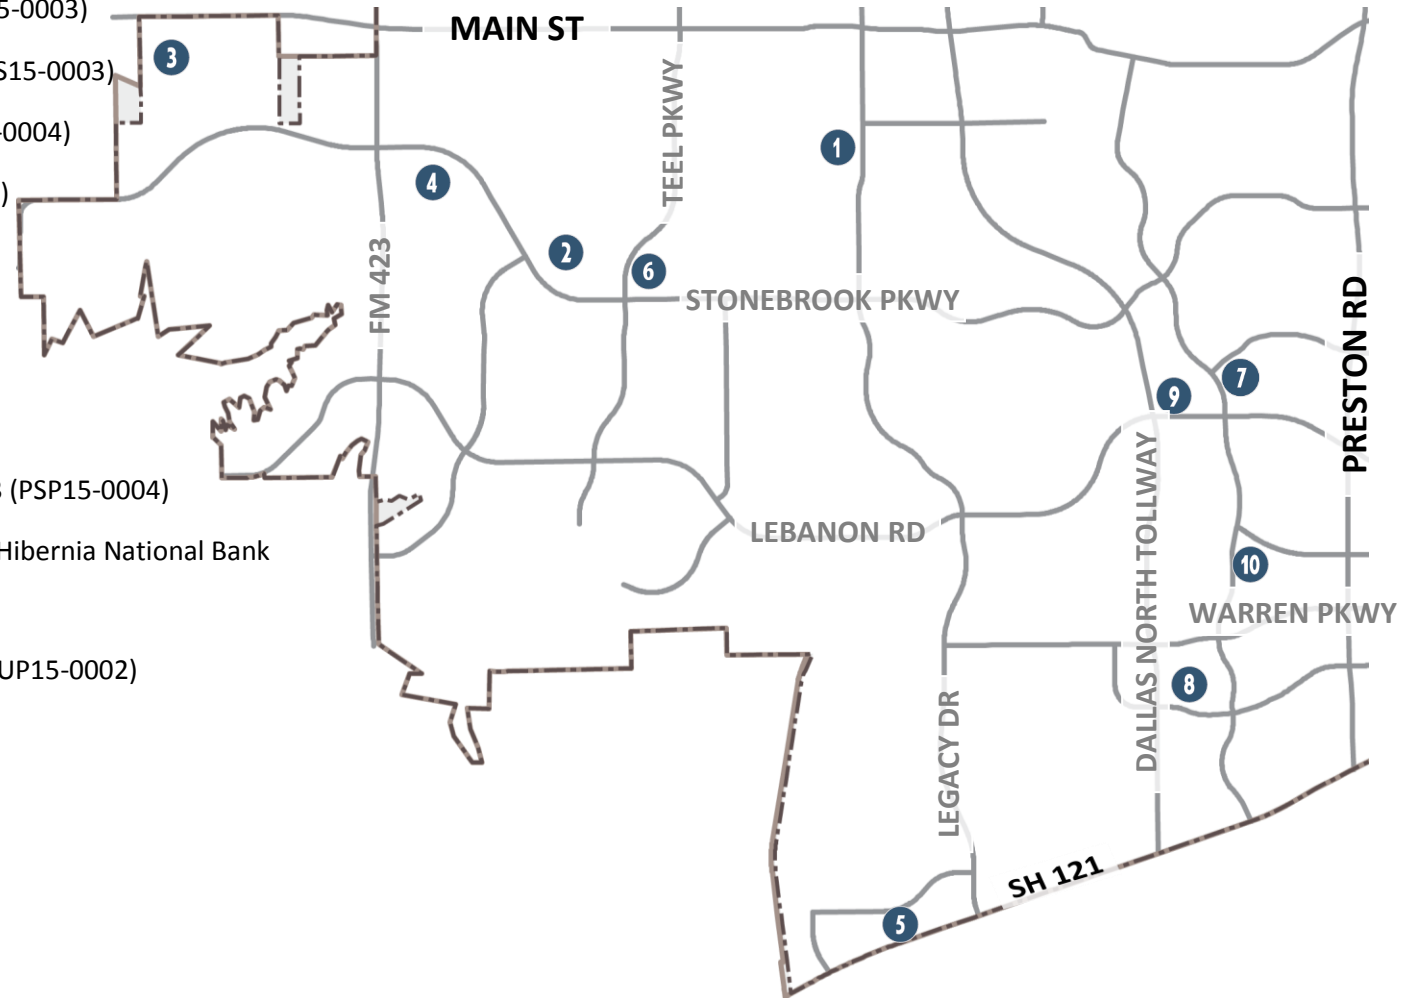 5-0003)
MAIN ST
3
S15-0003)
TEEL PKWY
-0004)
1
4
)
2
6
FM 423
STONEBROOK PKWY
PRESTON RD
7
9
(PSP15-0004)
LEBANON RD
DALLAS NORTH TOLLWAY
Hibernia National Bank
10
WARREN PKWY
UP15-0002)
8
LEGACY DR
SH 121
5